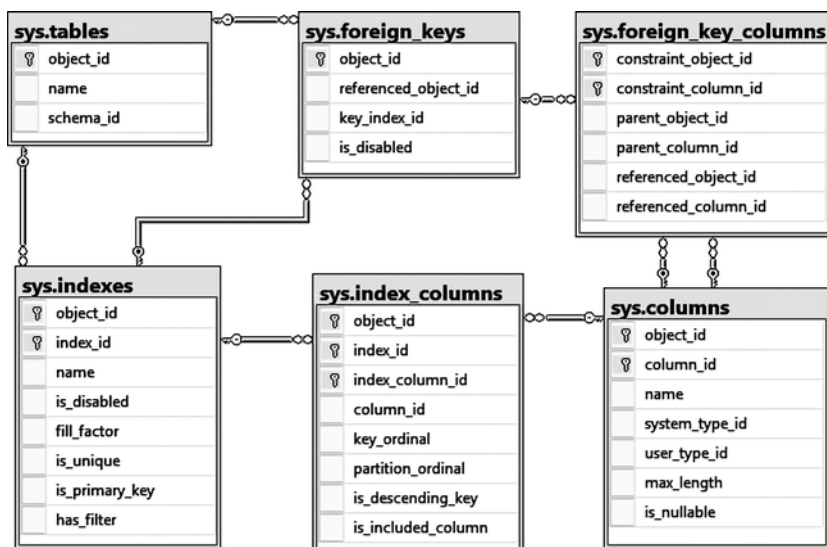 sys.tables
object_id
name
schema_id
sys.foreign_keys
object_id
referenced_object_id
key_index_id
is_disabled
sys.foreign_key_columns
constraint_object_id
constraint_column_id
parent_object_id
parent_column_id
referenced_object_id
referenced_column_id
sys.indexes
object_id
index_id
name
is_disabled
fill_factor
is_unique
is_primary_key
has_filter
sys.index_columns
object_id
index_id
index_column_id
column_id
key_ordinal
partition_ordinal
is_descending_key
is_included_column
sys.columns
object_id
column_id
name
system_type_id
user_type_id
max_length
is_nullable